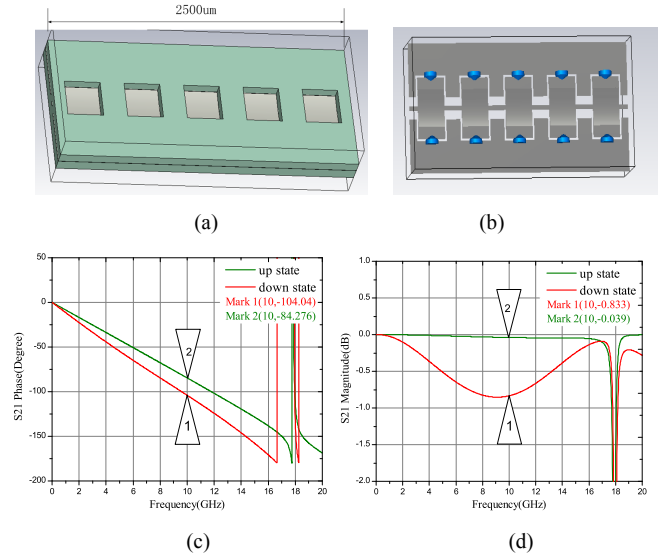 2500um
(a)
(b)
50
0
-50
-100
-150
-200
0 2 4 6 8 10 12 14 16 18 20
S21 Phase(Degree)
Frequency(GHz)
up state
down state
Mark 1(10,-104.04)
Mark 2(10,-84.276)
2
1
(c)
1.0
0.5
0.0
-0.5
-1.0
-1.5
-2.0
0 2 4 6 8 10 12 14 16 18 20
S21 Magnitude(dB)
Frequency(GHz)
up state
down state
Mark 1(10,-0.833)
Mark 2(10,-0.039)
2
1
(d)